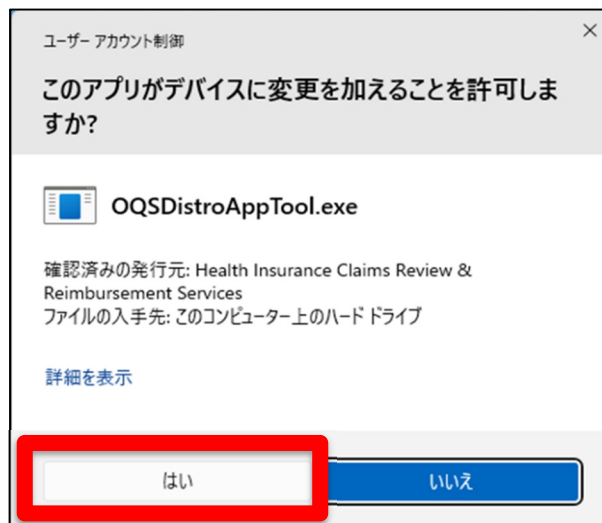 ユーザー アカウント制御
このアプリがデバイスに変更を加えることを許可しま
すか?
OQSDistroAppTool.exe
確認済みの発行元: Health Insurance Claims Review &
Reimbursement Services
ファイルの入手先: このコンピューター上のハード ドライブ
詳細を表示
はい
いいえ